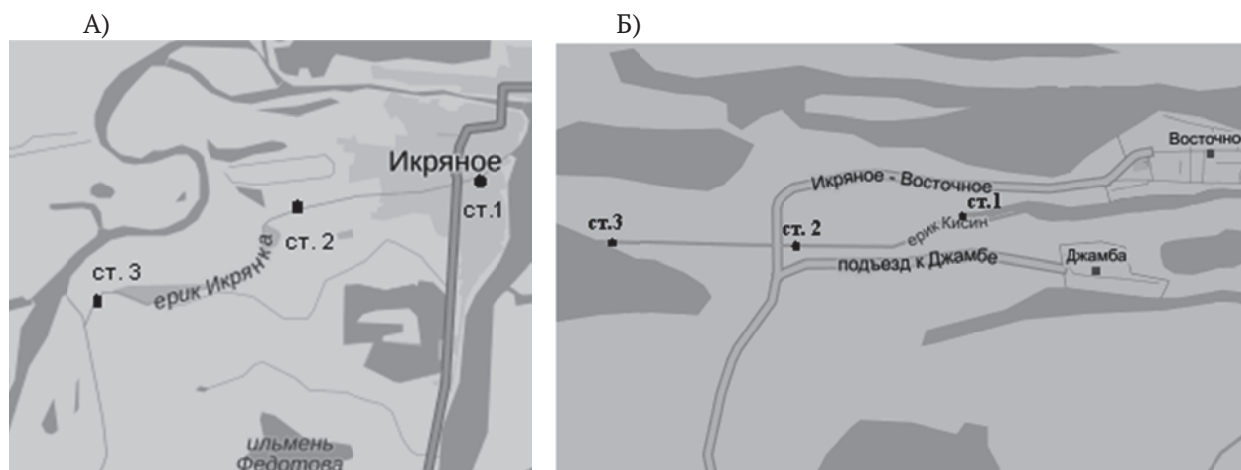 А)
Икряное
ст.1
ст. 2
ст. 3
ерик Икрянка
ильмень
Федотова
Б)
Восточно
Икряное - Восточное
ст.1
ерик Кисин
ст.3
ст. 2
подъезд к Джамбе
Джамба